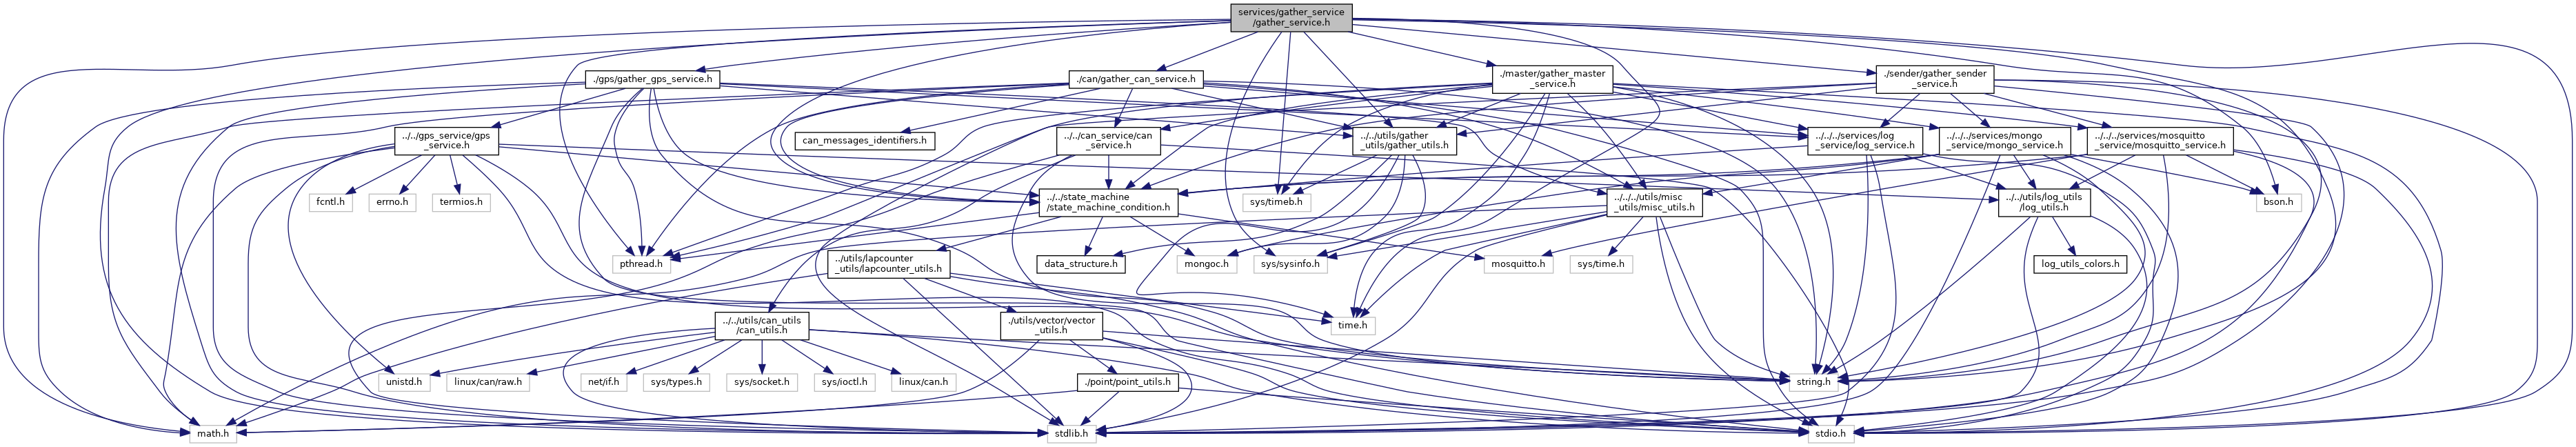 services/gather_service
/gather_service.h
./gps/gather_gps_service.h
./can/gather_can_service.h
./master/gather_master
_service.h
./sender/gather_sender
_service.h
../../gps_service/gps
_service.h
can_messages_identifiers.h
../../can_service/can
_service.h
../../utils/gather
_utils/gather_utils.h
../../../services/log
_service/log_service.h
../../../services/mongo
_service/mongo_service.h
../../../services/mosquitto
_service/mosquitto_service.h
fcntl.h
errno.h
termios.h
../../state_machine
/state_machine_condition.h
sys/timeb.h
../../../utils/misc
_utils/misc_utils.h
../../utils/log_utils
/log_utils.h
bson.h
pthread.h
../utils/lapcounter
_utils/lapcounter_utils.h
data_structure.h
mongoc.h
sys/sysinfo.h
mosquitto.h
sys/time.h
log_utils_colors.h
../../utils/can_utils
/can_utils.h
./utils/vector/vector
_utils.h
time.h
unistd.h
linux/can/raw.h
net/if.h
sys/types.h
sys/socket.h
sys/ioctl.h
linux/can.h
./point/point_utils.h
string.h
math.h
stdlib.h
stdio.h